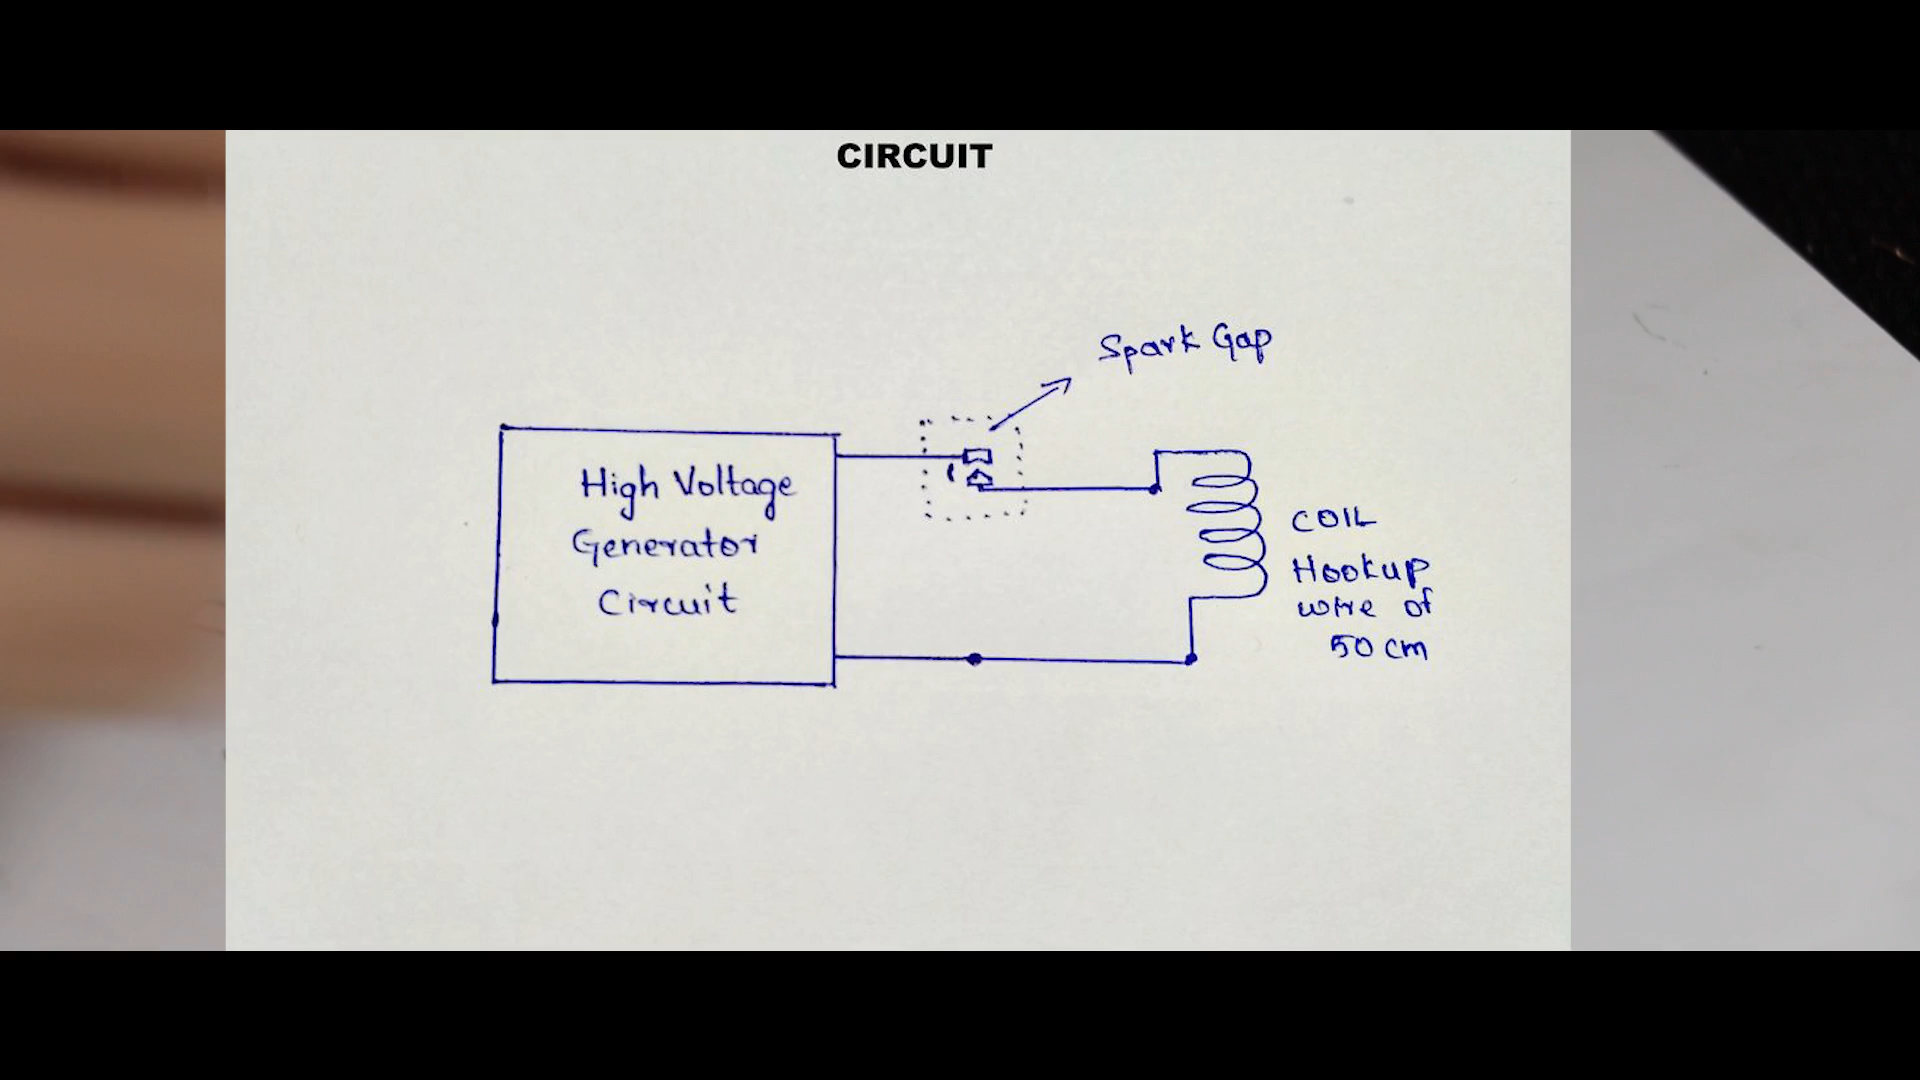 CIRCUIT
Spark Gap
High Voltage
Generator
Circuit
COIL
Hookup
wire of
50 cm